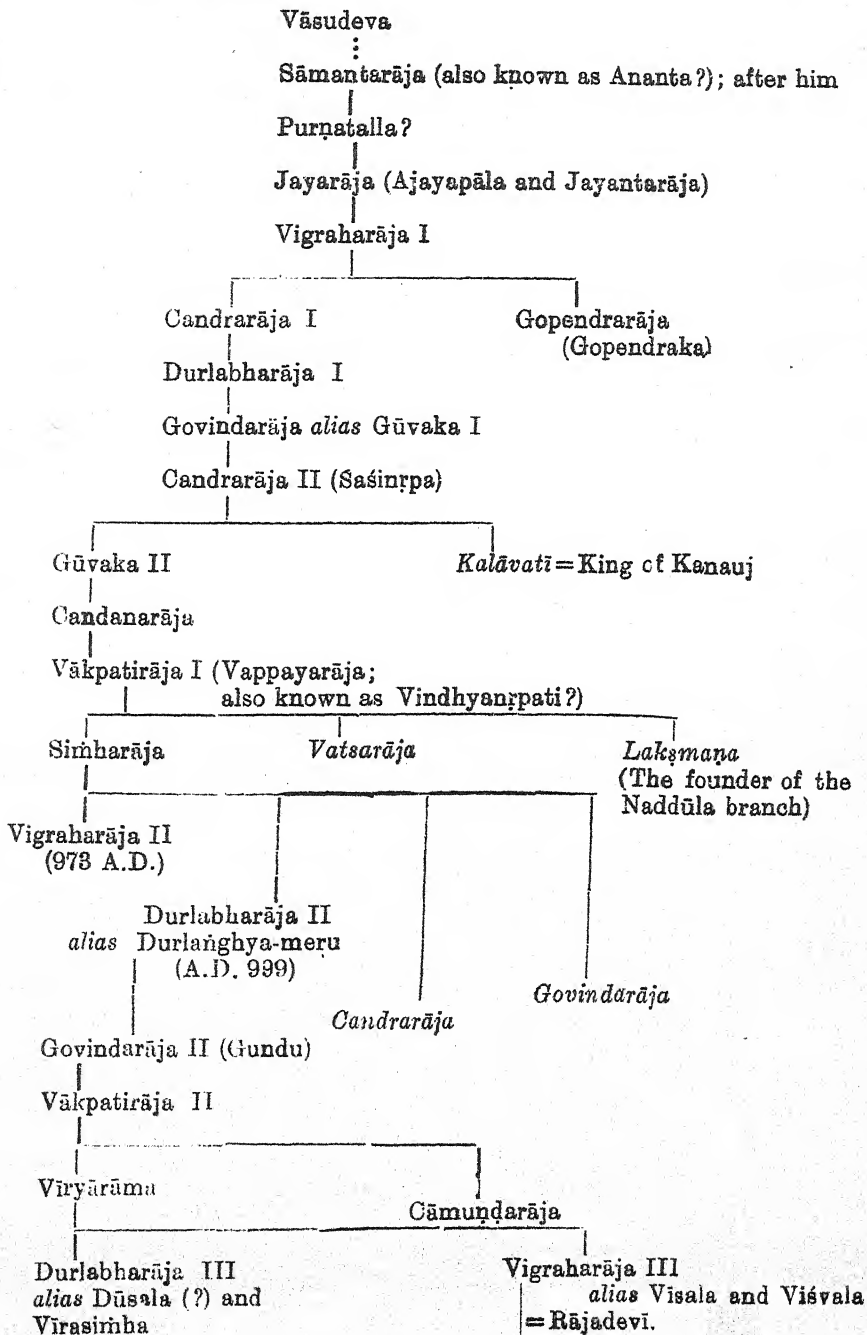 Vāsudeva
Sāmantarāja (also known as Ananta?); after him
Purṇatalla?
Jayarāja (Ajayapāla and Jayantarāja)
Vigraharāja I
Candrarāja I Gopendrarāja
(Gopendraka)
Durlabharāja I
Govindarāja alias Gūvaka I
Candrarāja II (Śaśinṛpa)
Gūvaka II Kalāvatī=King of Kanauj
Candanarāja
Vākpatirāja I (Vappayarāja;
also known as Vindhyanṛpati?)
Siṁharāja Vatsarāja Lakṣmaṇa
(The founder of the
Naddūla branch)
Vigraharāja II
(973 A.D.)
Durlabharāja II
alias Durlaṅghya-meru
(A.D. 999)
Candrarāja Govindarāja
Govindarāja II (Gundu)
Vākpatirāja II
Vīryārāma Cāmuṇḍarāja
Durlabharāja III Vigraharāja III
alias Dūsala (?) and alias Visala and Viśvala
Vīrasiṁha =Rājadevī.